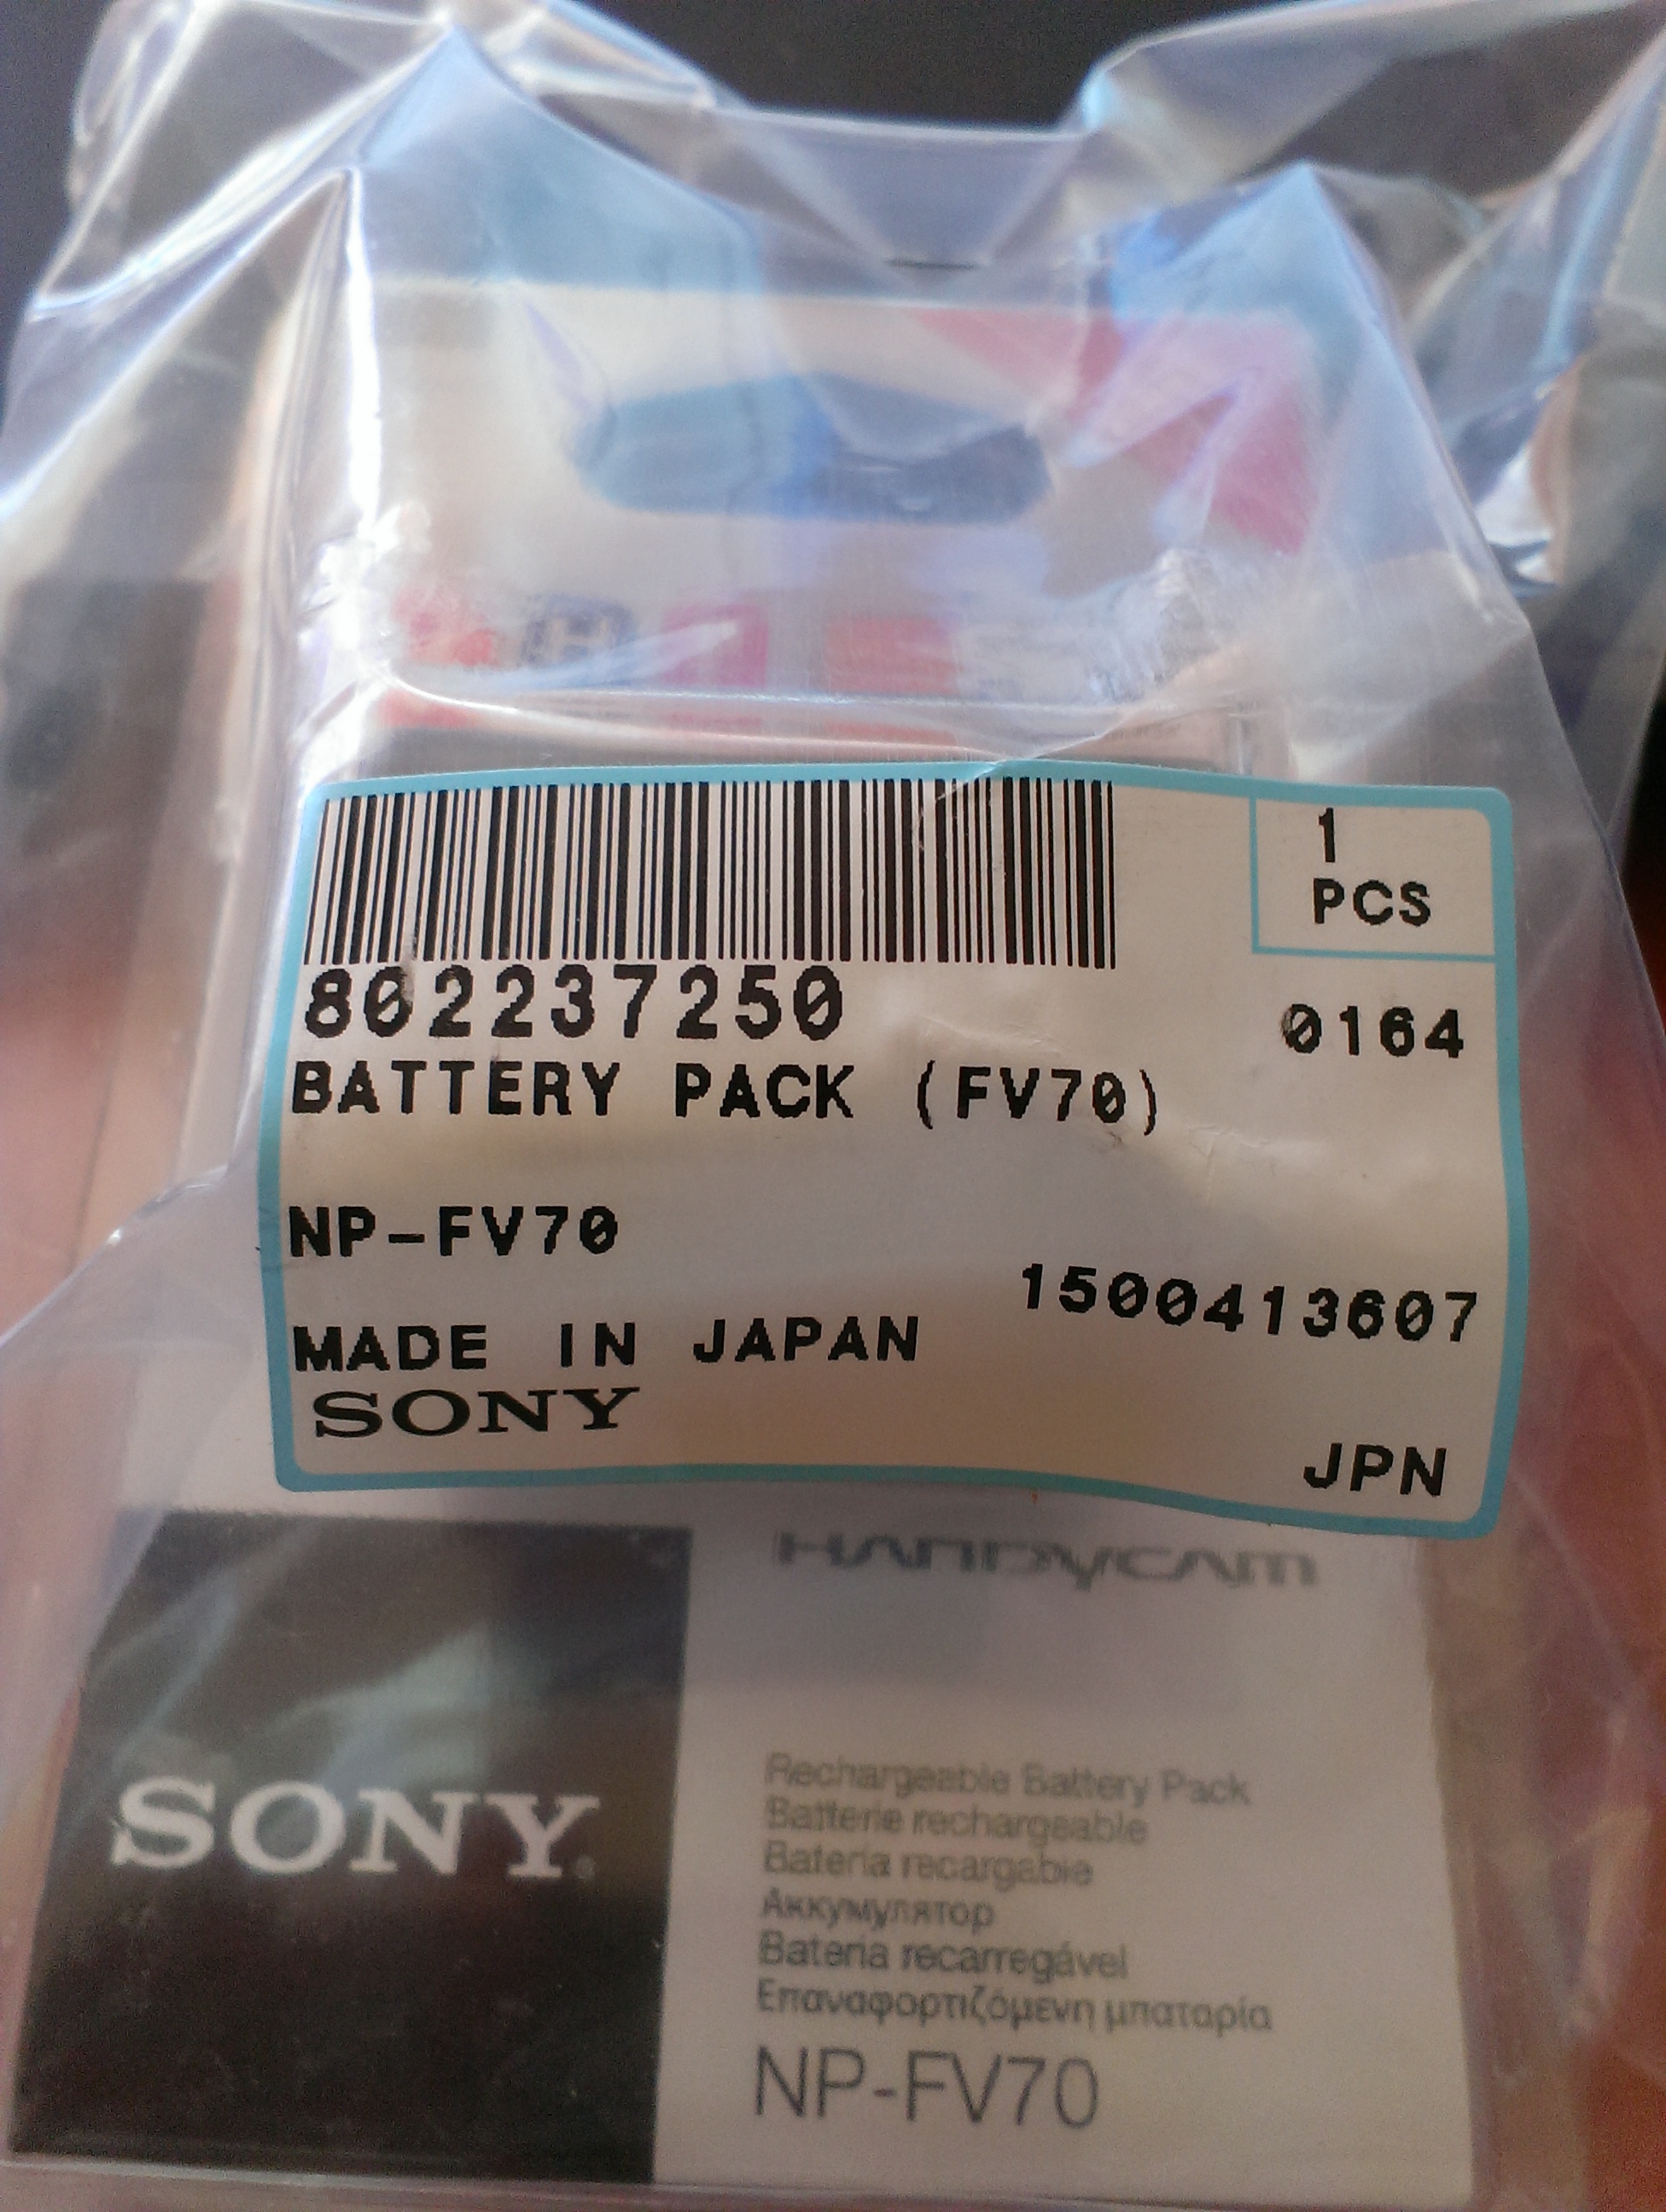 1
PCS
802237250
0164
BATTERY PACK (FV70)
NP-FV70
1500413607
MADE IN JAPAN
SONY
JPN
HANDYCAM
SONY
Rechargeable Battery Pack
Batterie rechargeable
Batería recargable
Аккумулятор
Bateria recarregável
Επαναφορτιζόμενη μπαταρία
NP-FV70